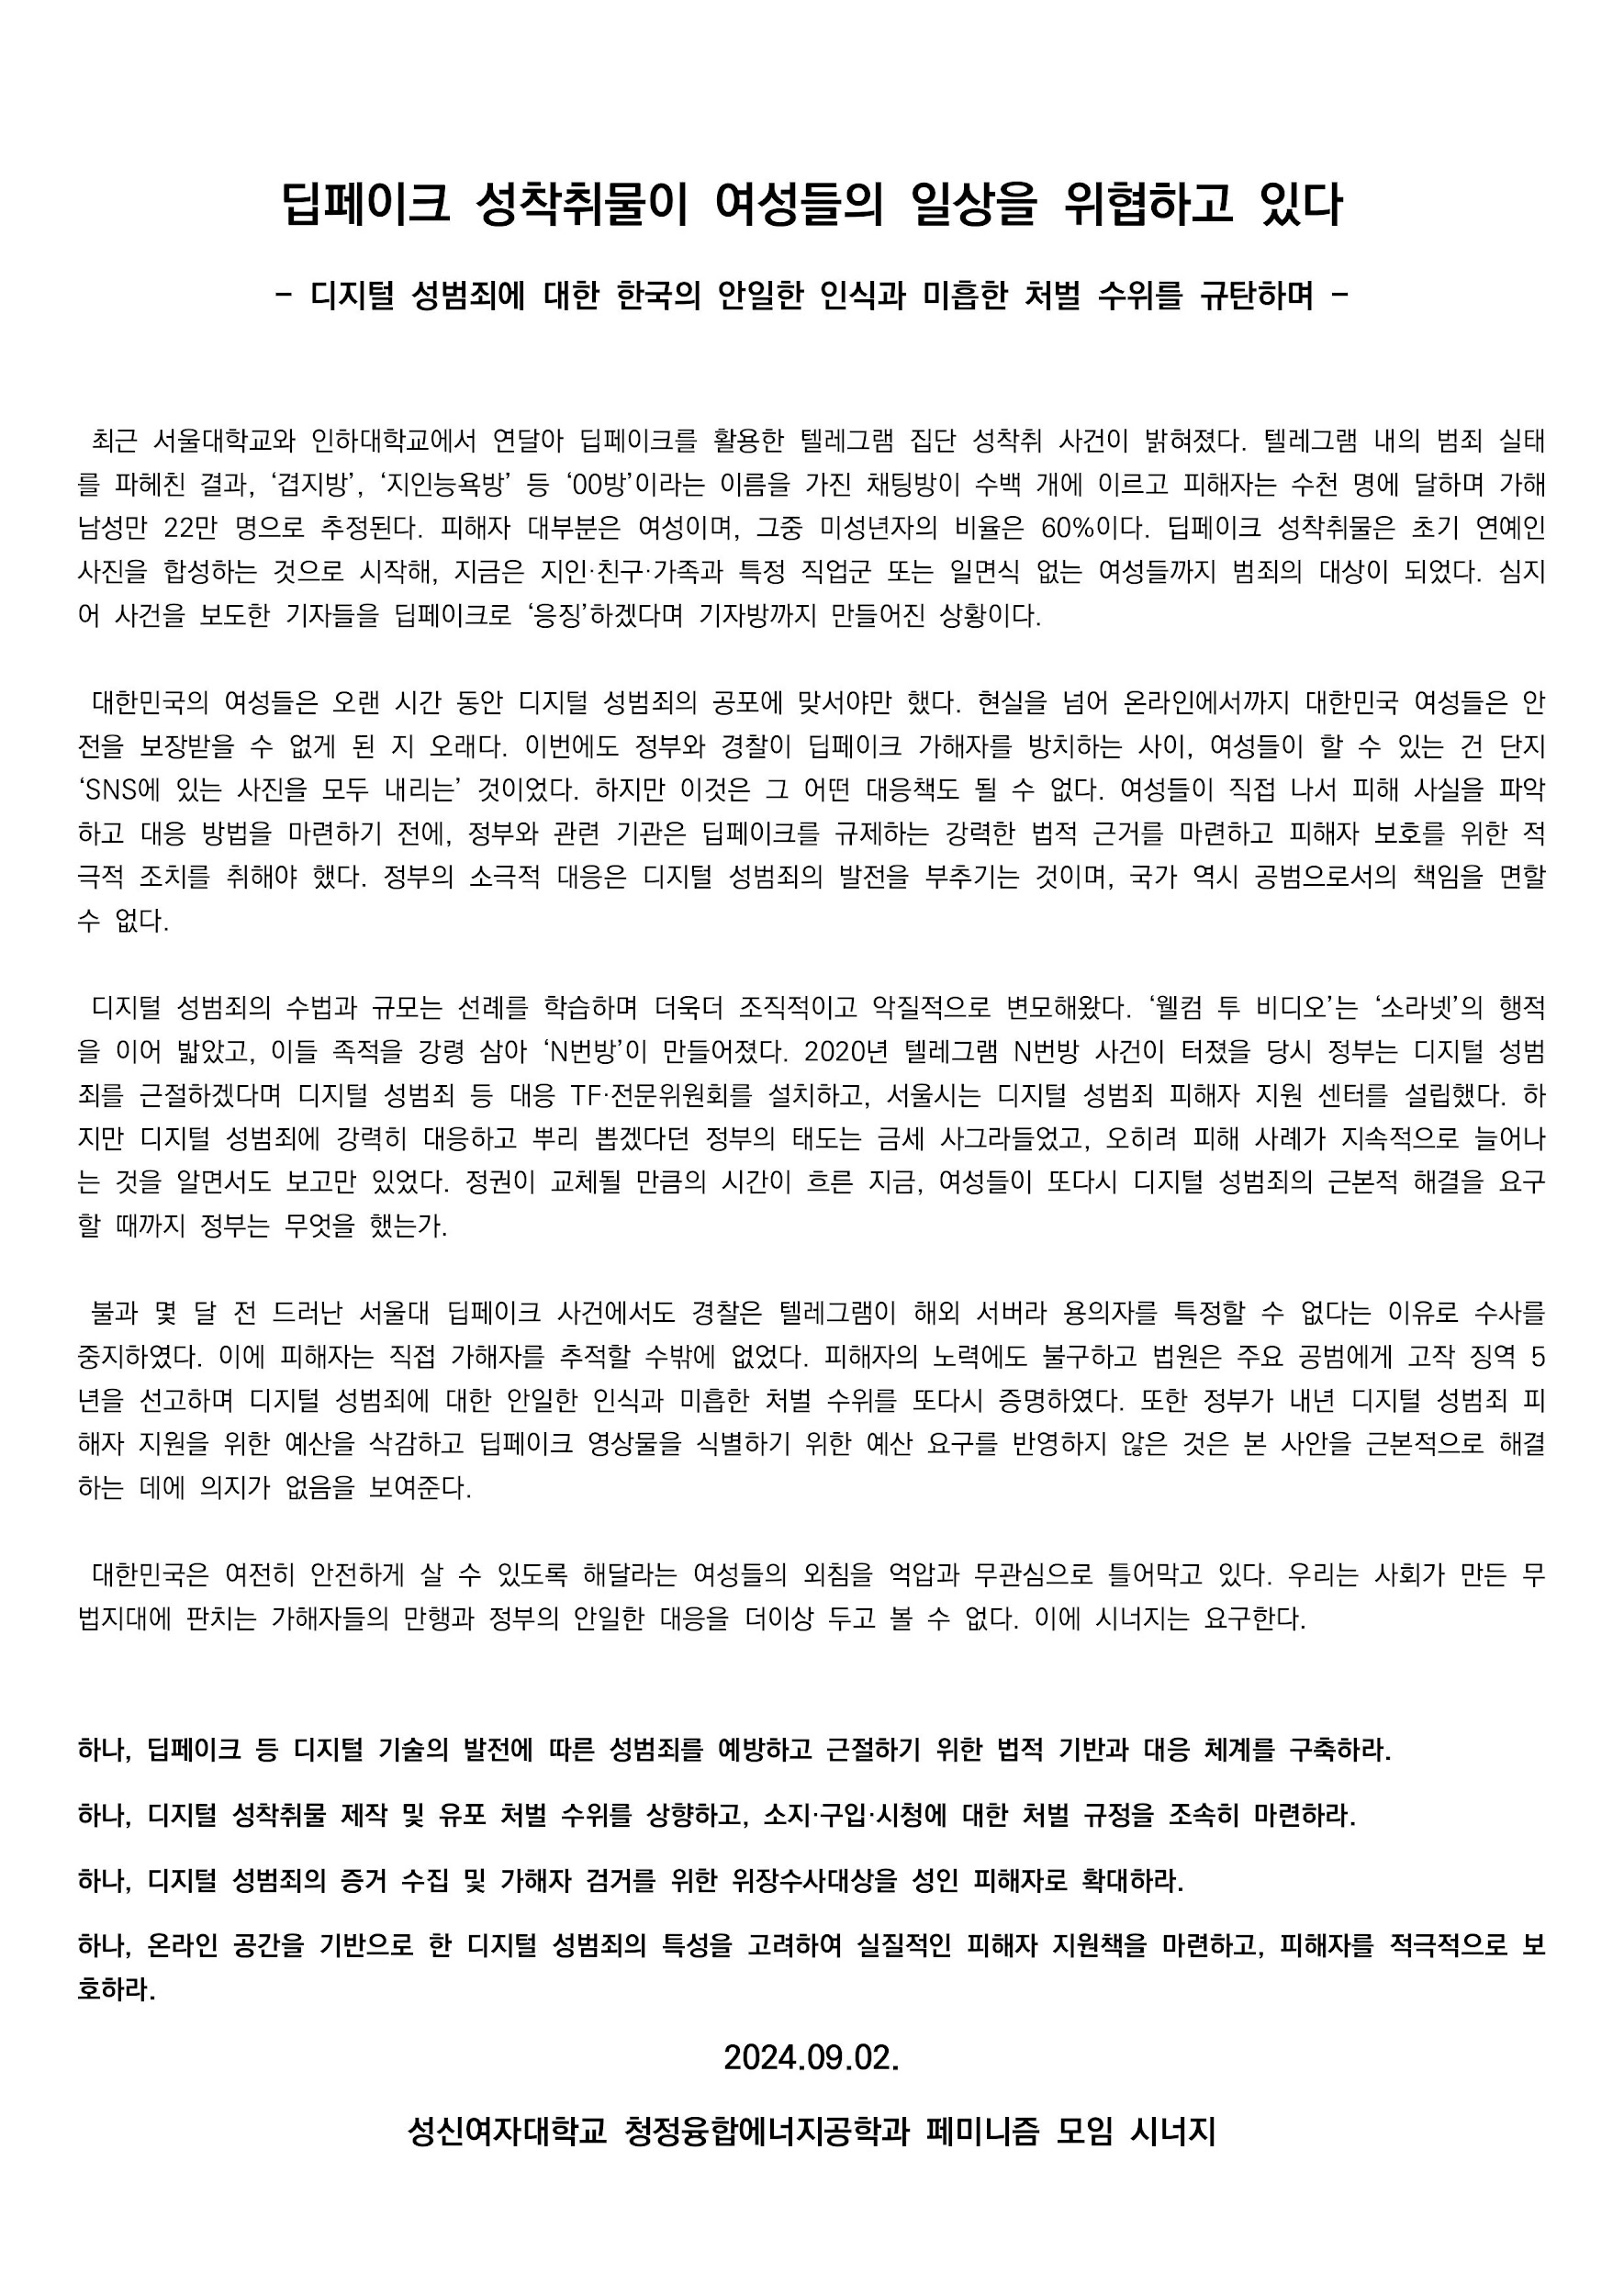 딥페이크 성착취물이 여성들의 일상을 위협하고 있다
- 디지털 성범죄에 대한 한국의 안일한 인식과 미흡한 처벌 수위를 규탄하며 -
최근 서울대학교와 인하대학교에서 연달아 딥페이크를 활용한 텔레그램 집단 성착취 사건이 밝혀졌다. 텔레그램 내의 범죄 실태
를 파헤친 결과, ‘겹지방’, ‘지인능욕방’ 등 ‘00방’이라는 이름을 가진 채팅방이 수백 개에 이르고 피해자는 수천 명에 달하며 가해
남성만 22만 명으로 추정된다. 피해자 대부분은 여성이며, 그중 미성년자의 비율은 60%이다. 딥페이크 성착취물은 초기 연예인
사진을 합성하는 것으로 시작해, 지금은 지인·친구·가족과 특정 직업군 또는 일면식 없는 여성들까지 범죄의 대상이 되었다. 심지
어 사건을 보도한 기자들을 딥페이크로 ‘응징’하겠다며 기자방까지 만들어진 상황이다.
대한민국의 여성들은 오랜 시간 동안 디지털 성범죄의 공포에 맞서야만 했다. 현실을 넘어 온라인에서까지 대한민국 여성들은 안
전을 보장받을 수 없게 된 지 오래다. 이번에도 정부와 경찰이 딥페이크 가해자를 방치하는 사이, 여성들이 할 수 있는 건 단지
‘SNS에 있는 사진을 모두 내리는’ 것이었다. 하지만 이것은 그 어떤 대응책도 될 수 없다. 여성들이 직접 나서 피해 사실을 파악
하고 대응 방법을 마련하기 전에, 정부와 관련 기관은 딥페이크를 규제하는 강력한 법적 근거를 마련하고 피해자 보호를 위한 적
극적 조치를 취해야 했다. 정부의 소극적 대응은 디지털 성범죄의 발전을 부추기는 것이며, 국가 역시 공범으로서의 책임을 면할
수 없다.
디지털 성범죄의 수법과 규모는 선례를 학습하며 더욱더 조직적이고 악질적으로 변모해왔다. ‘웰컴 투 비디오’는 ‘소라넷’의 행적
을 이어 밟았고, 이들 족적을 강령 삼아 ‘N번방’이 만들어졌다. 2020년 텔레그램 N번방 사건이 터졌을 당시 정부는 디지털 성범
죄를 근절하겠다며 디지털 성범죄 등 대응 TF·전문위원회를 설치하고, 서울시는 디지털 성범죄 피해자 지원 센터를 설립했다. 하
지만 디지털 성범죄에 강력히 대응하고 뿌리 뽑겠다던 정부의 태도는 금세 사그라들었고, 오히려 피해 사례가 지속적으로 늘어나
는 것을 알면서도 보고만 있었다. 정권이 교체될 만큼의 시간이 흐른 지금, 여성들이 또다시 디지털 성범죄의 근본적 해결을 요구
할 때까지 정부는 무엇을 했는가.
불과 몇 달 전 드러난 서울대 딥페이크 사건에서도 경찰은 텔레그램이 해외 서버라 용의자를 특정할 수 없다는 이유로 수사를
중지하였다. 이에 피해자는 직접 가해자를 추적할 수밖에 없었다. 피해자의 노력에도 불구하고 법원은 주요 공범에게 고작 징역 5
년을 선고하며 디지털 성범죄에 대한 안일한 인식과 미흡한 처벌 수위를 또다시 증명하였다. 또한 정부가 내년 디지털 성범죄 피
해자 지원을 위한 예산을 삭감하고 딥페이크 영상물을 식별하기 위한 예산 요구를 반영하지 않은 것은 본 사안을 근본적으로 해결
하는 데에 의지가 없음을 보여준다.
대한민국은 여전히 안전하게 살 수 있도록 해달라는 여성들의 외침을 억압과 무관심으로 틀어막고 있다. 우리는 사회가 만든 무
법지대에 판치는 가해자들의 만행과 정부의 안일한 대응을 더이상 두고 볼 수 없다. 이에 시너지는 요구한다.
하나, 딥페이크 등 디지털 기술의 발전에 따른 성범죄를 예방하고 근절하기 위한 법적 기반과 대응 체계를 구축하라.
하나, 디지털 성착취물 제작 및 유포 처벌 수위를 상향하고, 소지·구입·시청에 대한 처벌 규정을 조속히 마련하라.
하나, 디지털 성범죄의 증거 수집 및 가해자 검거를 위한 위장수사대상을 성인 피해자로 확대하라.
하나, 온라인 공간을 기반으로 한 디지털 성범죄의 특성을 고려하여 실질적인 피해자 지원책을 마련하고, 피해자를 적극적으로 보
호하라.
2024.09.02.
성신여자대학교 청정융합에너지공학과 페미니즘 모임 시너지